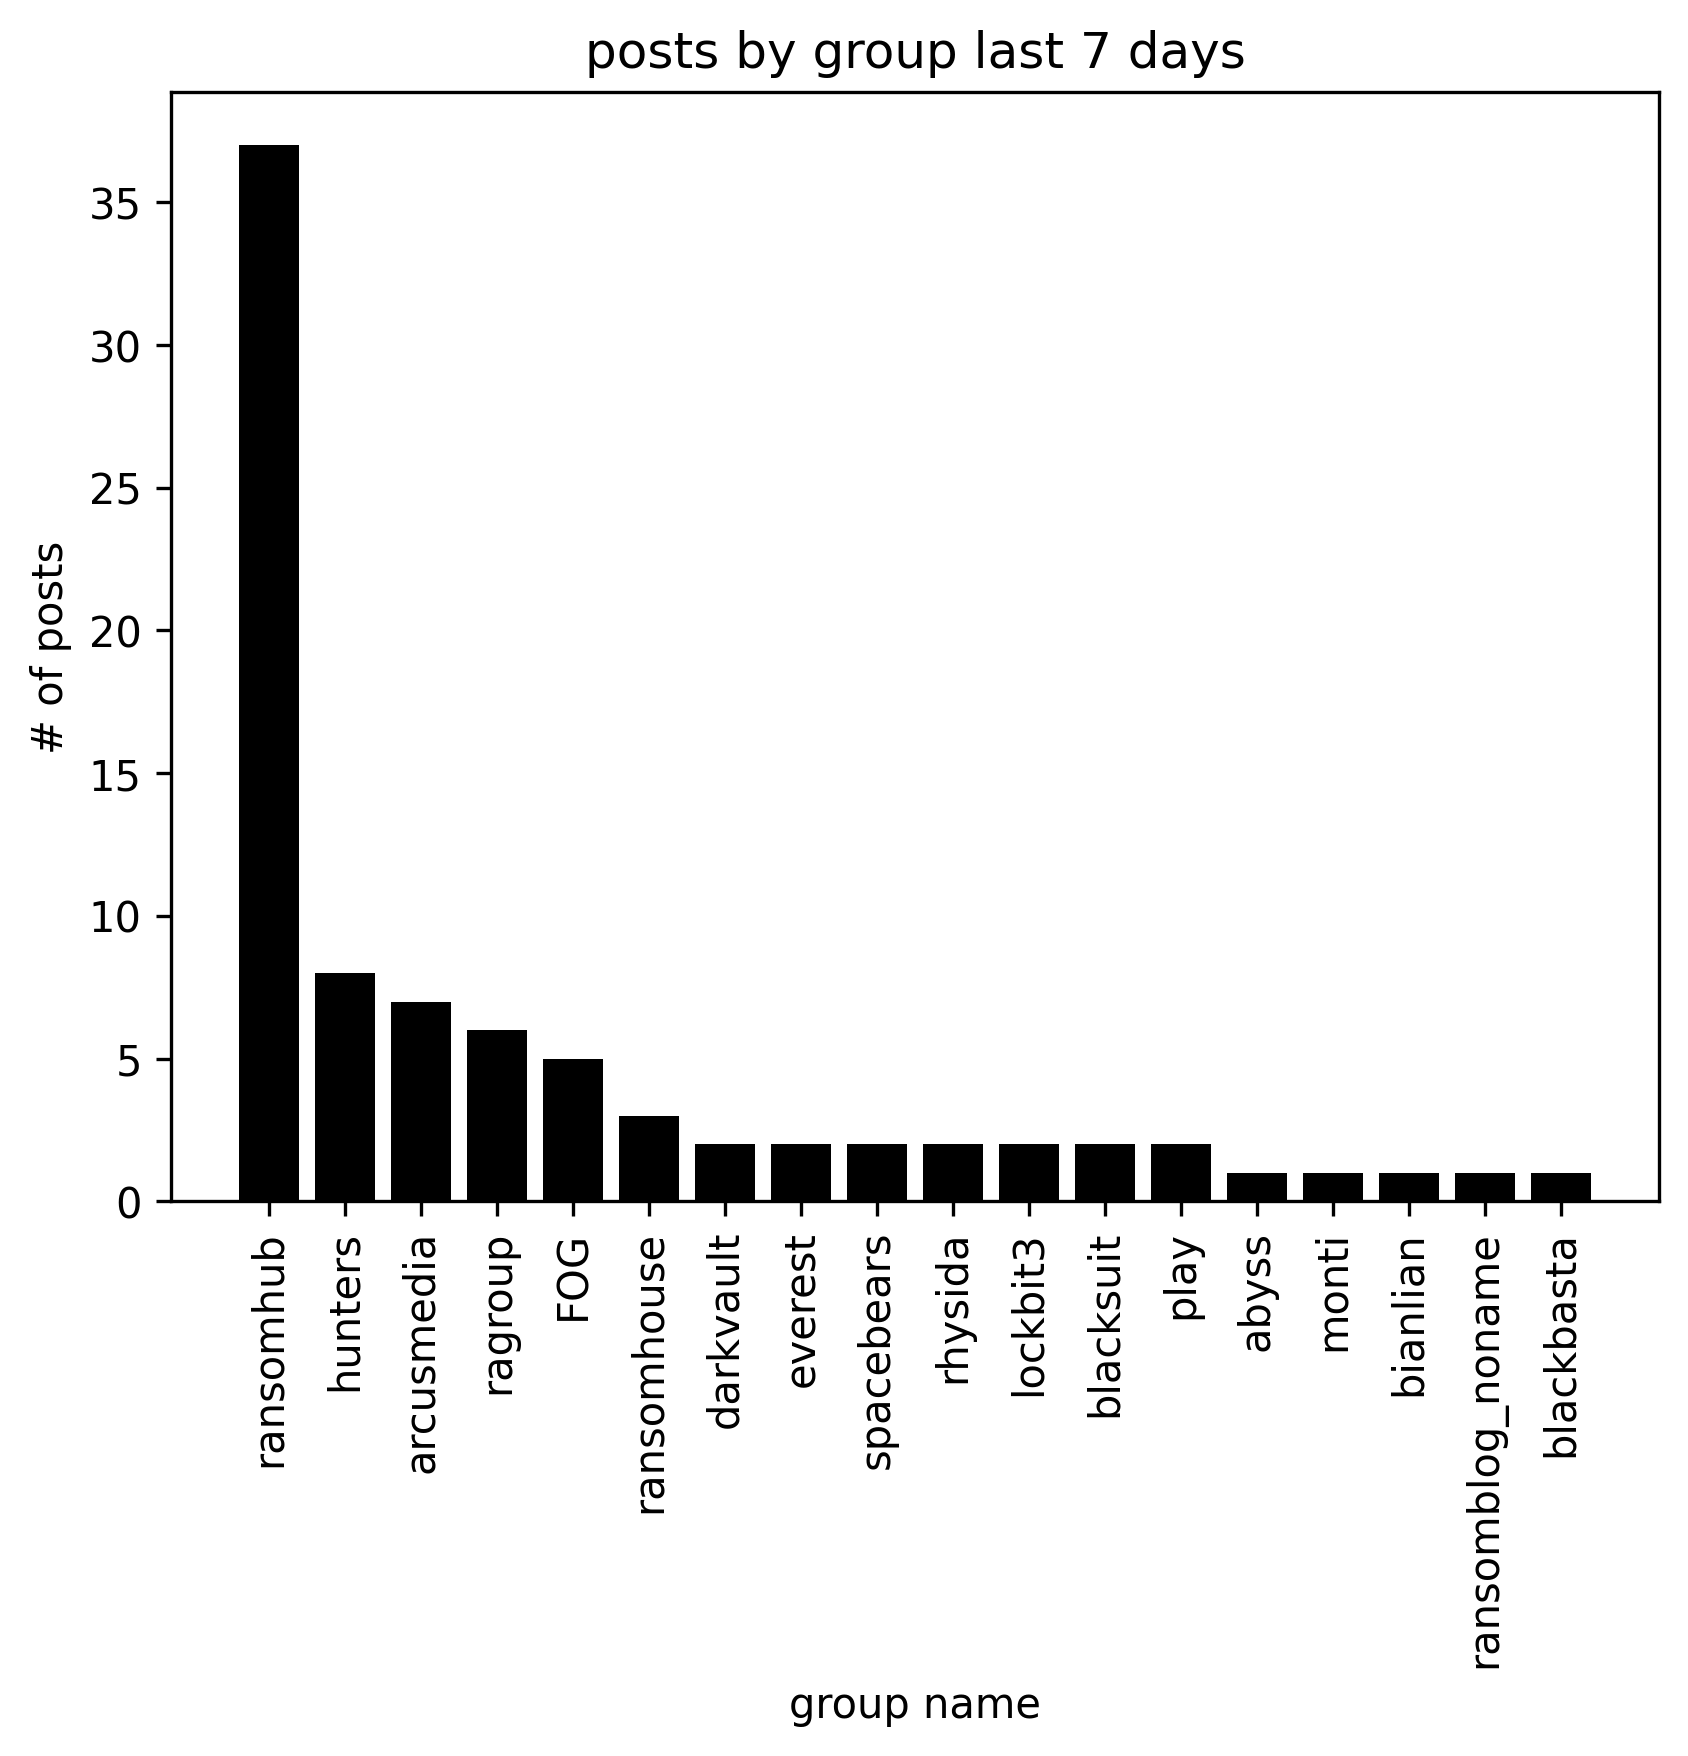 posts by group last 7 days
# of posts
35
30
25
20
15
10
5
0
ransomhub
hunters
arcusmedia
ragroup
FOG
ransomhouse
darkvault
everest
spacebears
rhysida
lockbit3
blacksuit
play
abyss
monti
bianlian
ransomblog_noname
blackbasta
group name